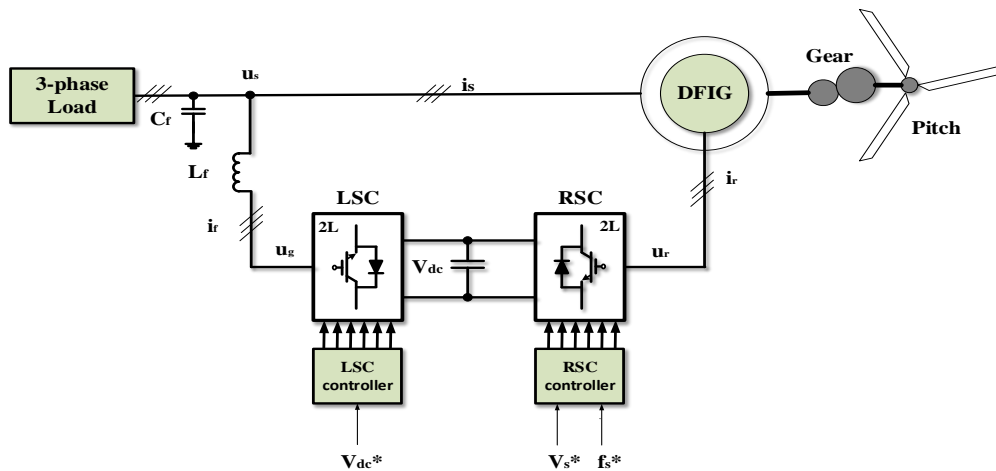 3-phase
Load
Cf
us
is
DFIG
Gear
Pitch
Lf
if
ug
LSC
2L
Vdc
RSC
2L
ur
ir
LSC
controller
RSC
controller
Vdc*
Vs*
fs*